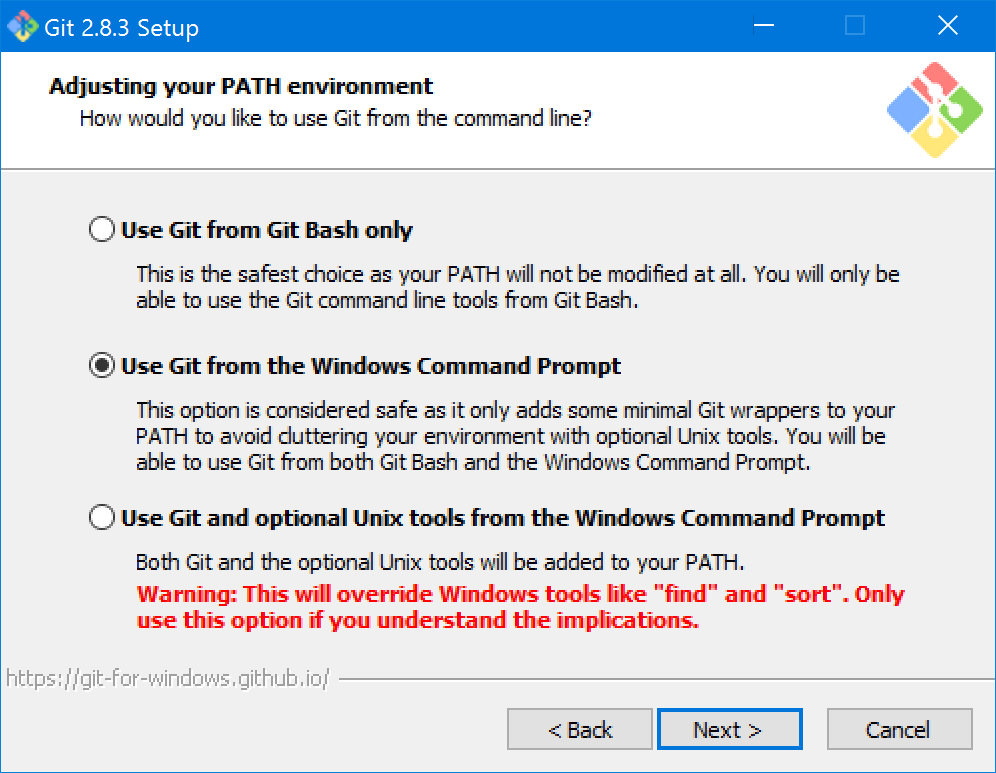 Git 2.8.3 Setup
Adjusting your PATH environment
How would you like to use Git from the command line?
Use Git from Git Bash only
This is the safest choice as your PATH will not be modified at all. You will only be
able to use the Git command line tools from Git Bash.
Use Git from the Windows Command Prompt
This option is considered safe as it only adds some minimal Git wrappers to your
PATH to avoid cluttering your environment with optional Unix tools. You will be
able to use Git from both Git Bash and the Windows Command Prompt.
Use Git and optional Unix tools from the Windows Command Prompt
Both Git and the optional Unix tools will be added to your PATH.
Warning: This will override Windows tools like "find" and "sort". Only
use this option if you understand the implications.
https://git-for-windows.github.io/
< Back
Next >
Cancel